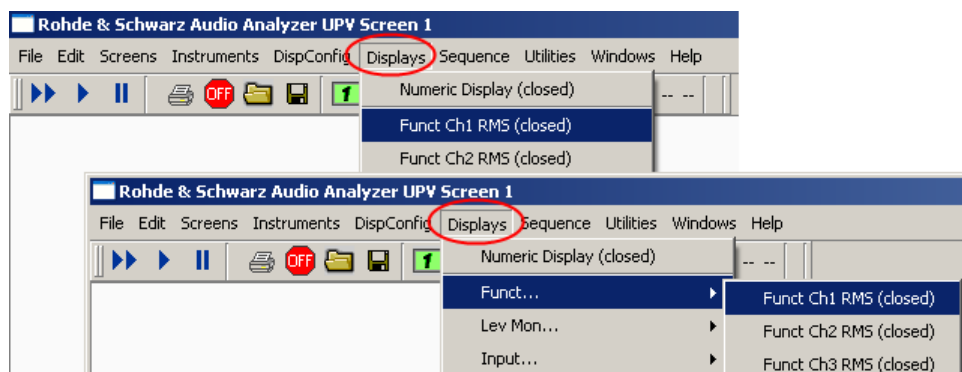 Rohde & Schwarz Audio Analyzer UPV Screen 1
File Edit Screens Instruments DispConfig Displays Sequence Utilities Windows Help
OFF 1 -- --
Numeric Display (closed)
Funct Ch1 RMS (closed)
Funct Ch2 RMS (closed)
Rohde & Schwarz Audio Analyzer UPV Screen 1
File Edit Screens Instruments DispConfig Displays Sequence Utilities Windows Help
OFF 1 -- --
Numeric Display (closed)
Funct...
Funct Ch1 RMS (closed)
Lev Mon...
Funct Ch2 RMS (closed)
Input...
Funct Ch3 RMS (closed)